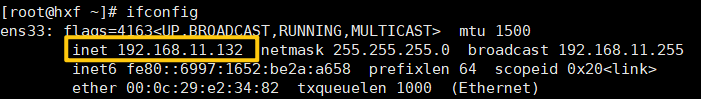 [root@hxf ~]# ifconfig
ens33: flags=4163<UP,BROADCAST,RUNNING,MULTICAST>  mtu 1500
inet 192.168.11.132  netmask 255.255.255.0  broadcast 192.168.11.255
inet6 fe80::6997:1652:be2a:a658  prefixlen 64  scopeid 0x20<link>
ether 00:0c:29:e2:34:82  txqueuelen 1000  (Ethernet)